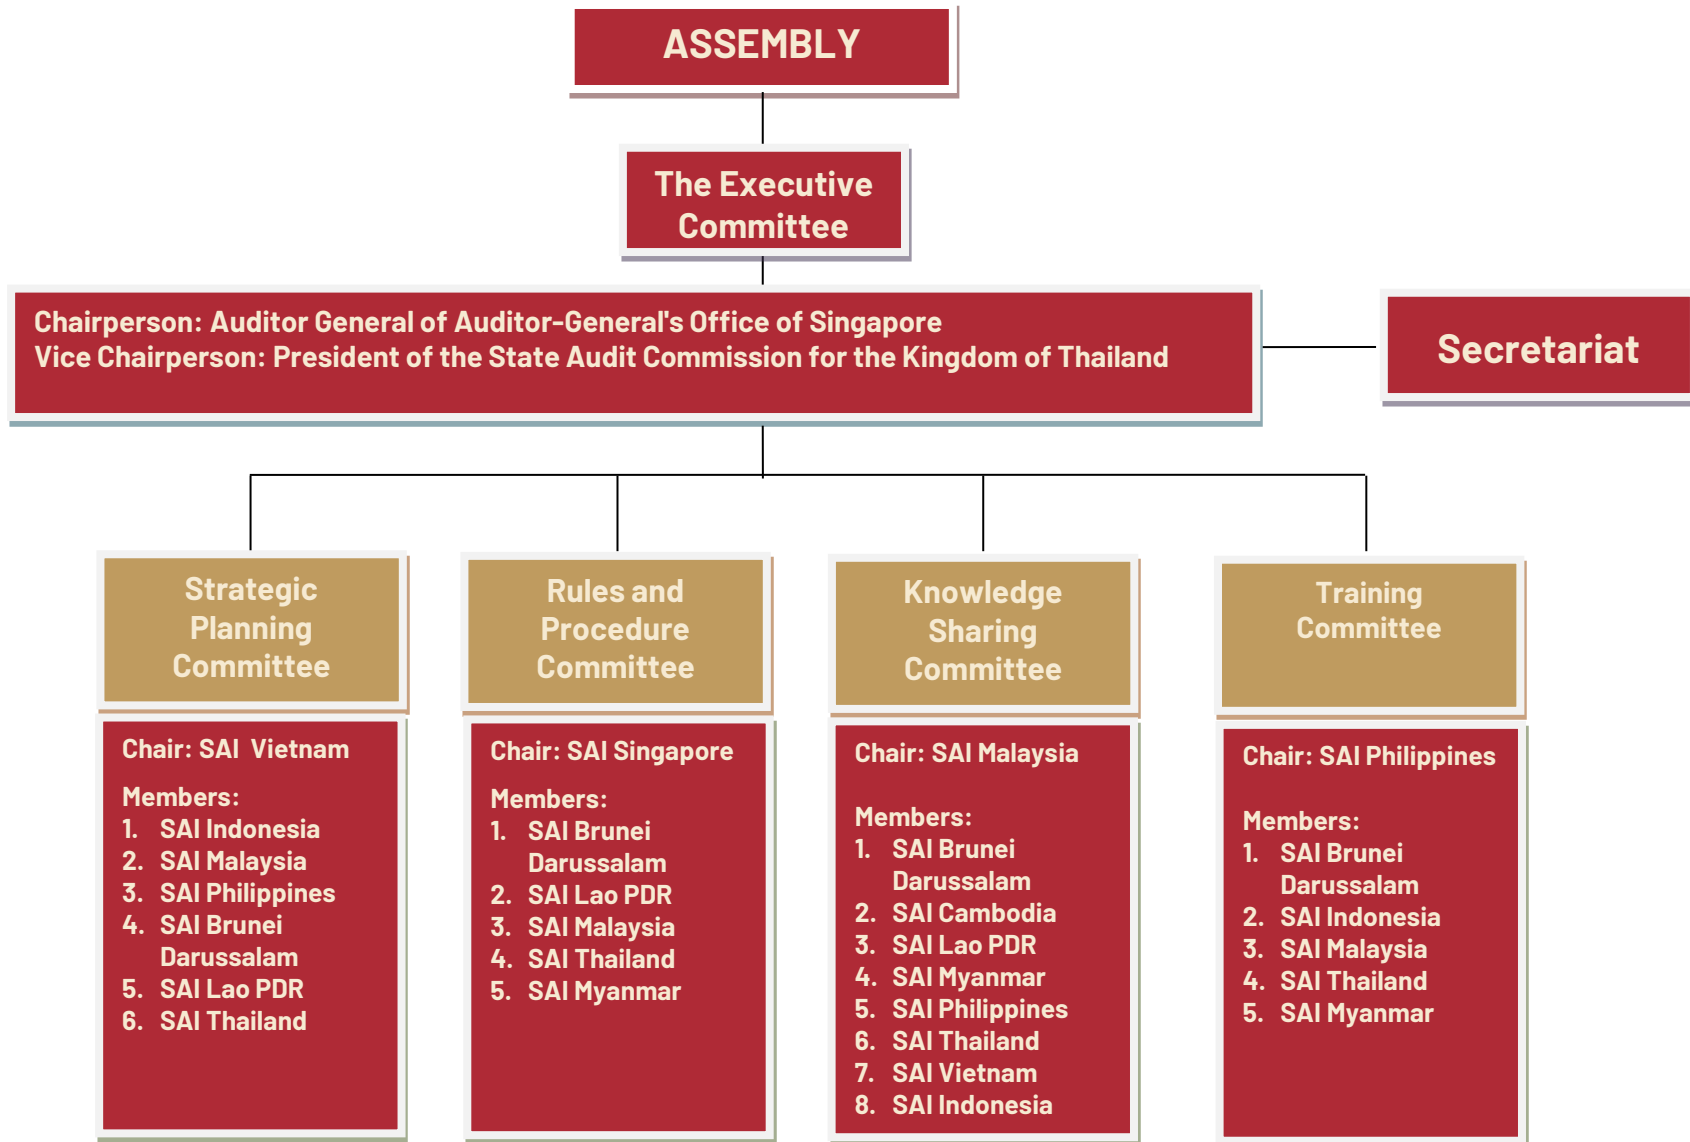 ASSEMBLY
The Executive
Committee
Chairperson: Auditor General of Auditor-General's Office of Singapore
Vice Chairperson: President of the State Audit Commission for the Kingdom of Thailand
Secretariat
Strategic
Planning
Committee
Chair: SAI Vietnam
Members:
1. SAI Indonesia
2. SAI Malaysia
3. SAI Philippines
4. SAI Brunei
Darussalam
5. SAI Lao PDR
6. SAI Thailand
Rules and
Procedure
Committee
Chair: SAI Singapore
Members:
1. SAI Brunei
Darussalam
2. SAI Lao PDR
3. SAI Malaysia
4. SAI Thailand
5. SAI Myanmar
Knowledge
Sharing
Committee
Chair: SAI Malaysia
Members:
1. SAI Brunei
Darussalam
2. SAI Cambodia
3. SAI Lao PDR
4. SAI Myanmar
5. SAI Philippines
6. SAI Thailand
7. SAI Vietnam
8. SAI Indonesia
Training
Committee
Chair: SAI Philippines
Members:
1. SAI Brunei
Darussalam
2. SAI Indonesia
3. SAI Malaysia
4. SAI Thailand
5. SAI Myanmar